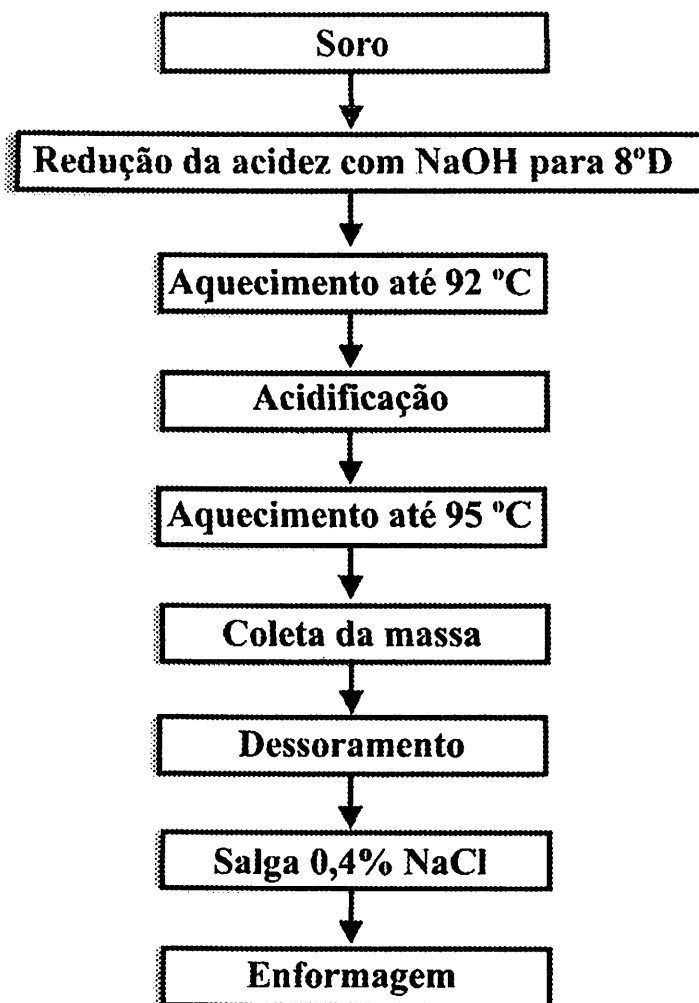 Soro
Redução da acidez com NaOH para 8ºD
Aquecimento até 92 ºC
Acidificação
Aquecimento até 95 ºC
Coleta da massa
Dessoramento
Salga 0,4% NaCl
Enformagem